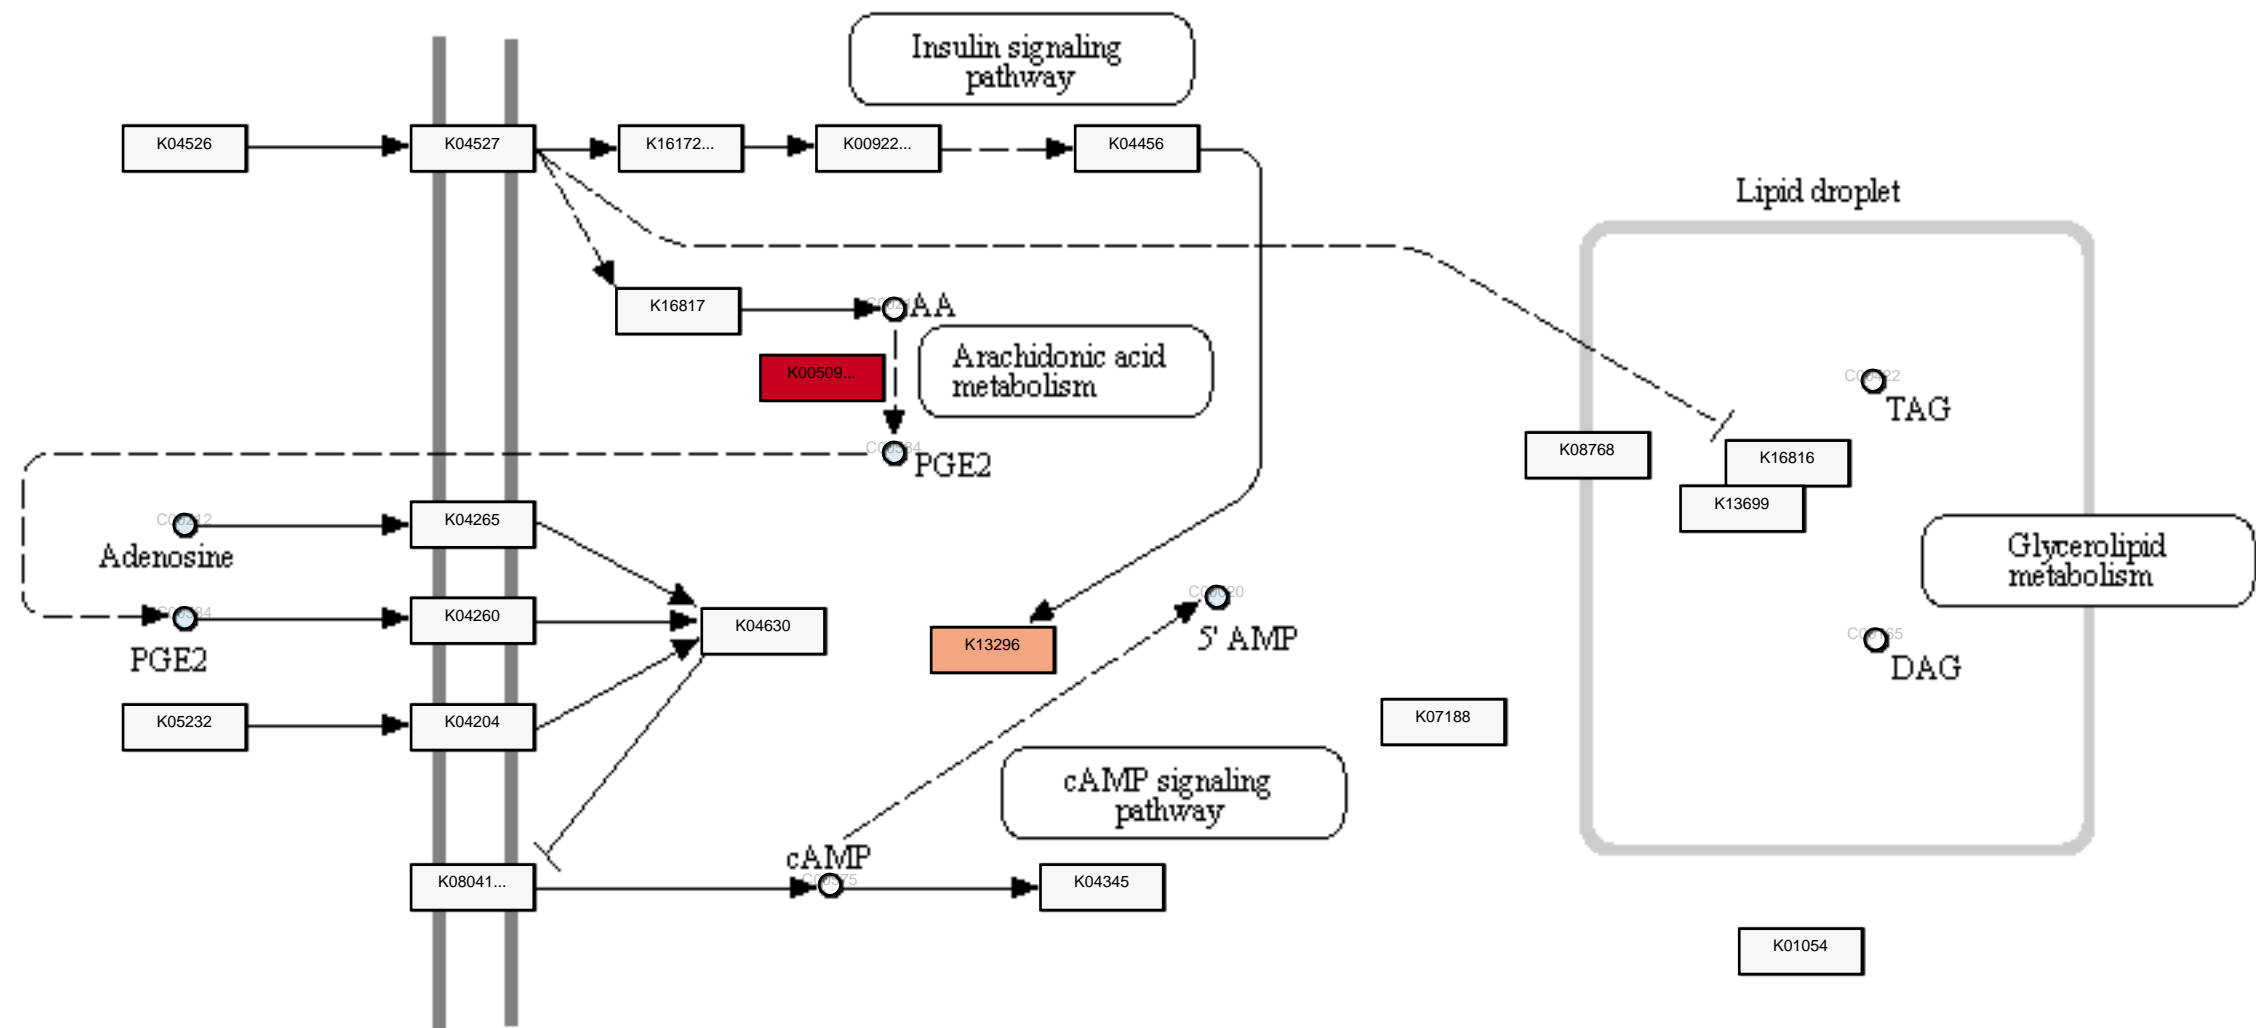 Insulin signaling
pathway
K04526
K04527
K16172...
K00922...
K04456
Lipid droplet
K16817
AA
Arachidonic acid
metabolism
K00509...
TAG
PGE2
K08768
K16816
K13699
K04265
Adenosine
Glycerolipid
metabolism
K04260
K04630
K13296
5' AMP
PGE2
DAG
K05232
K04204
K07188
cAMP signaling
pathway
cAMP
K08041...
K04345
K01054